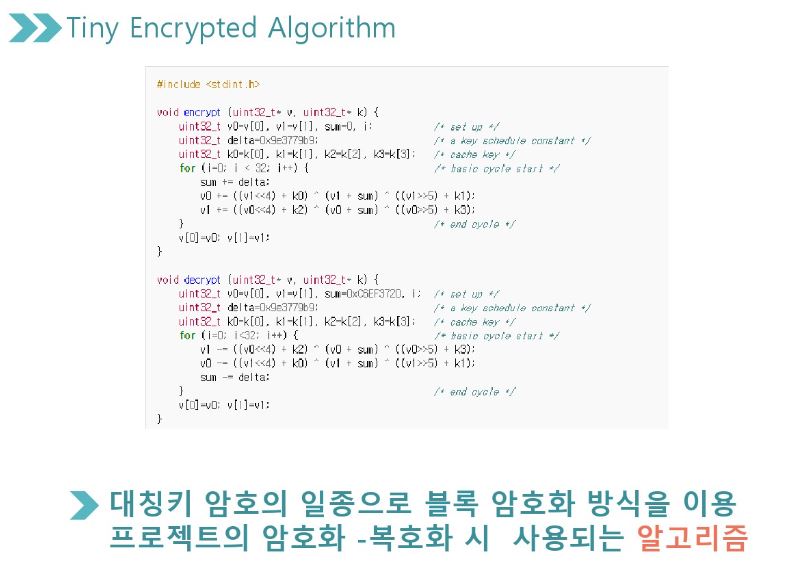 Tiny Encrypted Algorithm
#include <stdint.h>
void encrypt (uint32_t* v, uint32_t* k) {
uint32_t v0=v[0], v1=v[1], sum=0, i; /* set up */
uint32_t delta=0x9e3779b9; /* a key schedule constant */
uint32_t k0=k[0], k1=k[1], k2=k[2], k3=k[3]; /* cache key */
for (i=0; i < 32; i++) { /* basic cycle start */
sum += delta;
v0 += ((v1<<4) + k0) ^ (v1 + sum) ^ ((v1>>5) + k1);
v1 += ((v0<<4) + k2) ^ (v0 + sum) ^ ((v0>>5) + k3);
} /* end cycle */
v[0]=v0; v[1]=v1;
}
void decrypt (uint32_t* v, uint32_t* k) {
uint32_t v0=v[0], v1=v[1], sum=0xC6EF3720, i; /* set up */
uint32_t delta=0x9e3779b9; /* a key schedule constant */
uint32_t k0=k[0], k1=k[1], k2=k[2], k3=k[3]; /* cache key */
for (i=0; i<32; i++) { /* basic cycle start */
v1 -= ((v0<<4) + k2) ^ (v0 + sum) ^ ((v0>>5) + k3);
v0 -= ((v1<<4) + k0) ^ (v1 + sum) ^ ((v1>>5) + k1);
sum -= delta;
} /* end cycle */
v[0]=v0; v[1]=v1;
}
대칭키 암호의 일종으로 블록 암호화 방식을 이용
프로젝트의 암호화 -복호화 시 사용되는 알고리즘